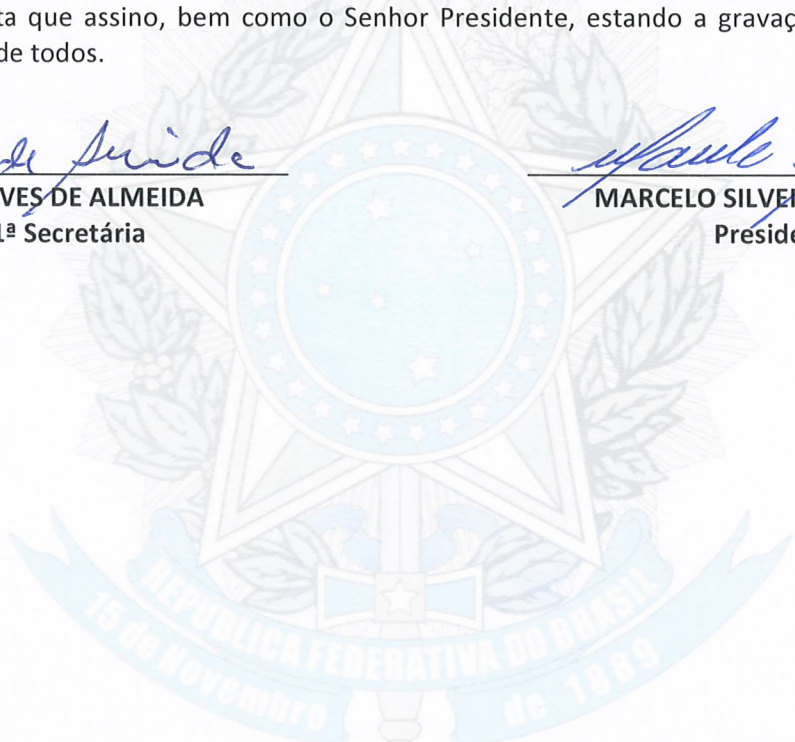 ta que assino, bem como o Senhor Presidente, estando a gravaç
de todos.
VES DE ALMEIDA
MARCELO SILVEI
1ª Secretária
Preside
REPÚBLICA FEDERATIVA DO BRASIL
15 de Novembro de 1889